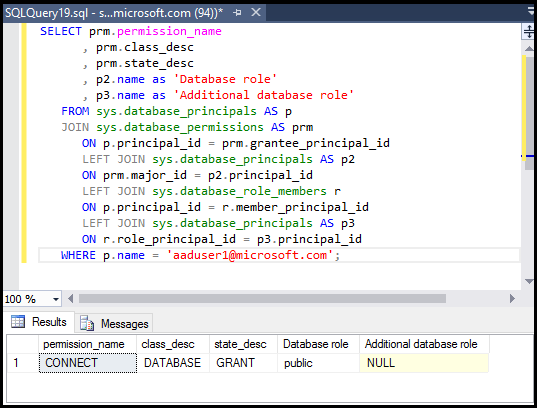 SQLQuery19.sql - s...microsoft.com (94))*
SELECT prm.permission_name
, prm.class_desc
, prm.state_desc
, p2.name as 'Database role'
, p3.name as 'Additional database role'
FROM sys.database_principals AS p
JOIN sys.database_permissions AS prm
ON p.principal_id = prm.grantee_principal_id
LEFT JOIN sys.database_principals AS p2
ON prm.major_id = p2.principal_id
LEFT JOIN sys.database_role_members r
ON p.principal_id = r.member_principal_id
LEFT JOIN sys.database_principals AS p3
ON r.role_principal_id = p3.principal_id
WHERE p.name = 'aaduser1@microsoft.com';
100 %
Results Messages
permission_name class_desc state_desc Database role Additional database role
1 CONNECT DATABASE GRANT public NULL